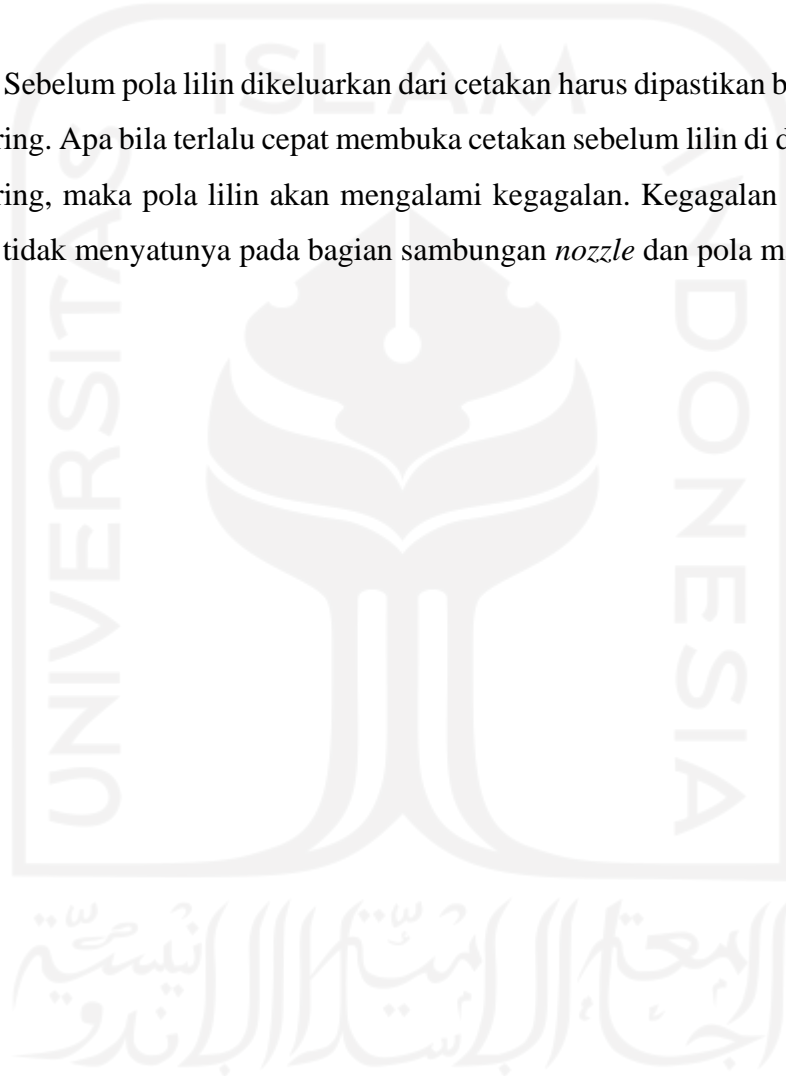 Sebelum pola lilin dikeluarkan dari cetakan harus dipastikan b
ring. Apa bila terlalu cepat membuka cetakan sebelum lilin di d
ring, maka pola lilin akan mengalami kegagalan. Kegagalan
tidak menyatunya pada bagian sambungan nozzle dan pola m
ISLAM
UNIVERSITAS
INDONESIA